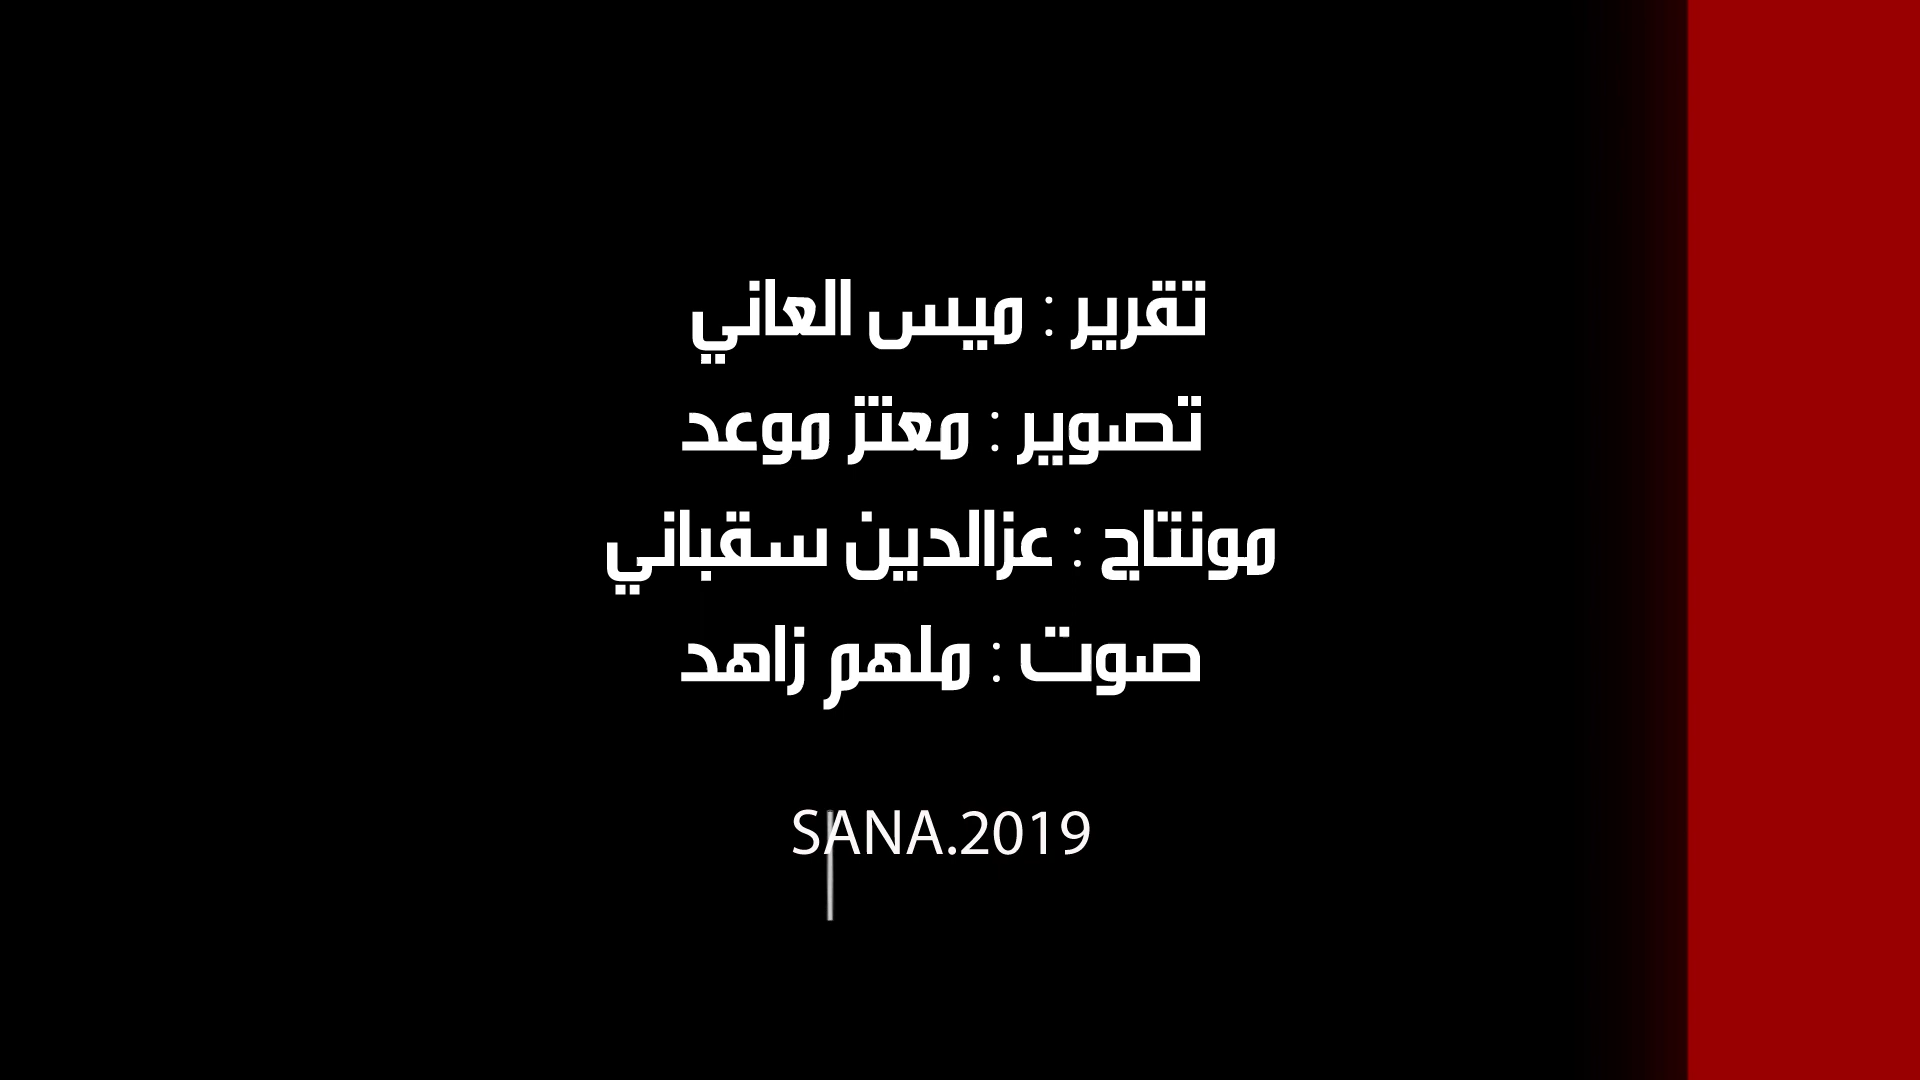 تقرير : ميس العاني
تصوير : معتز موعد
مونتاج : عزالدين سقباني
صوت : ملهم زاهد
SANA.2019